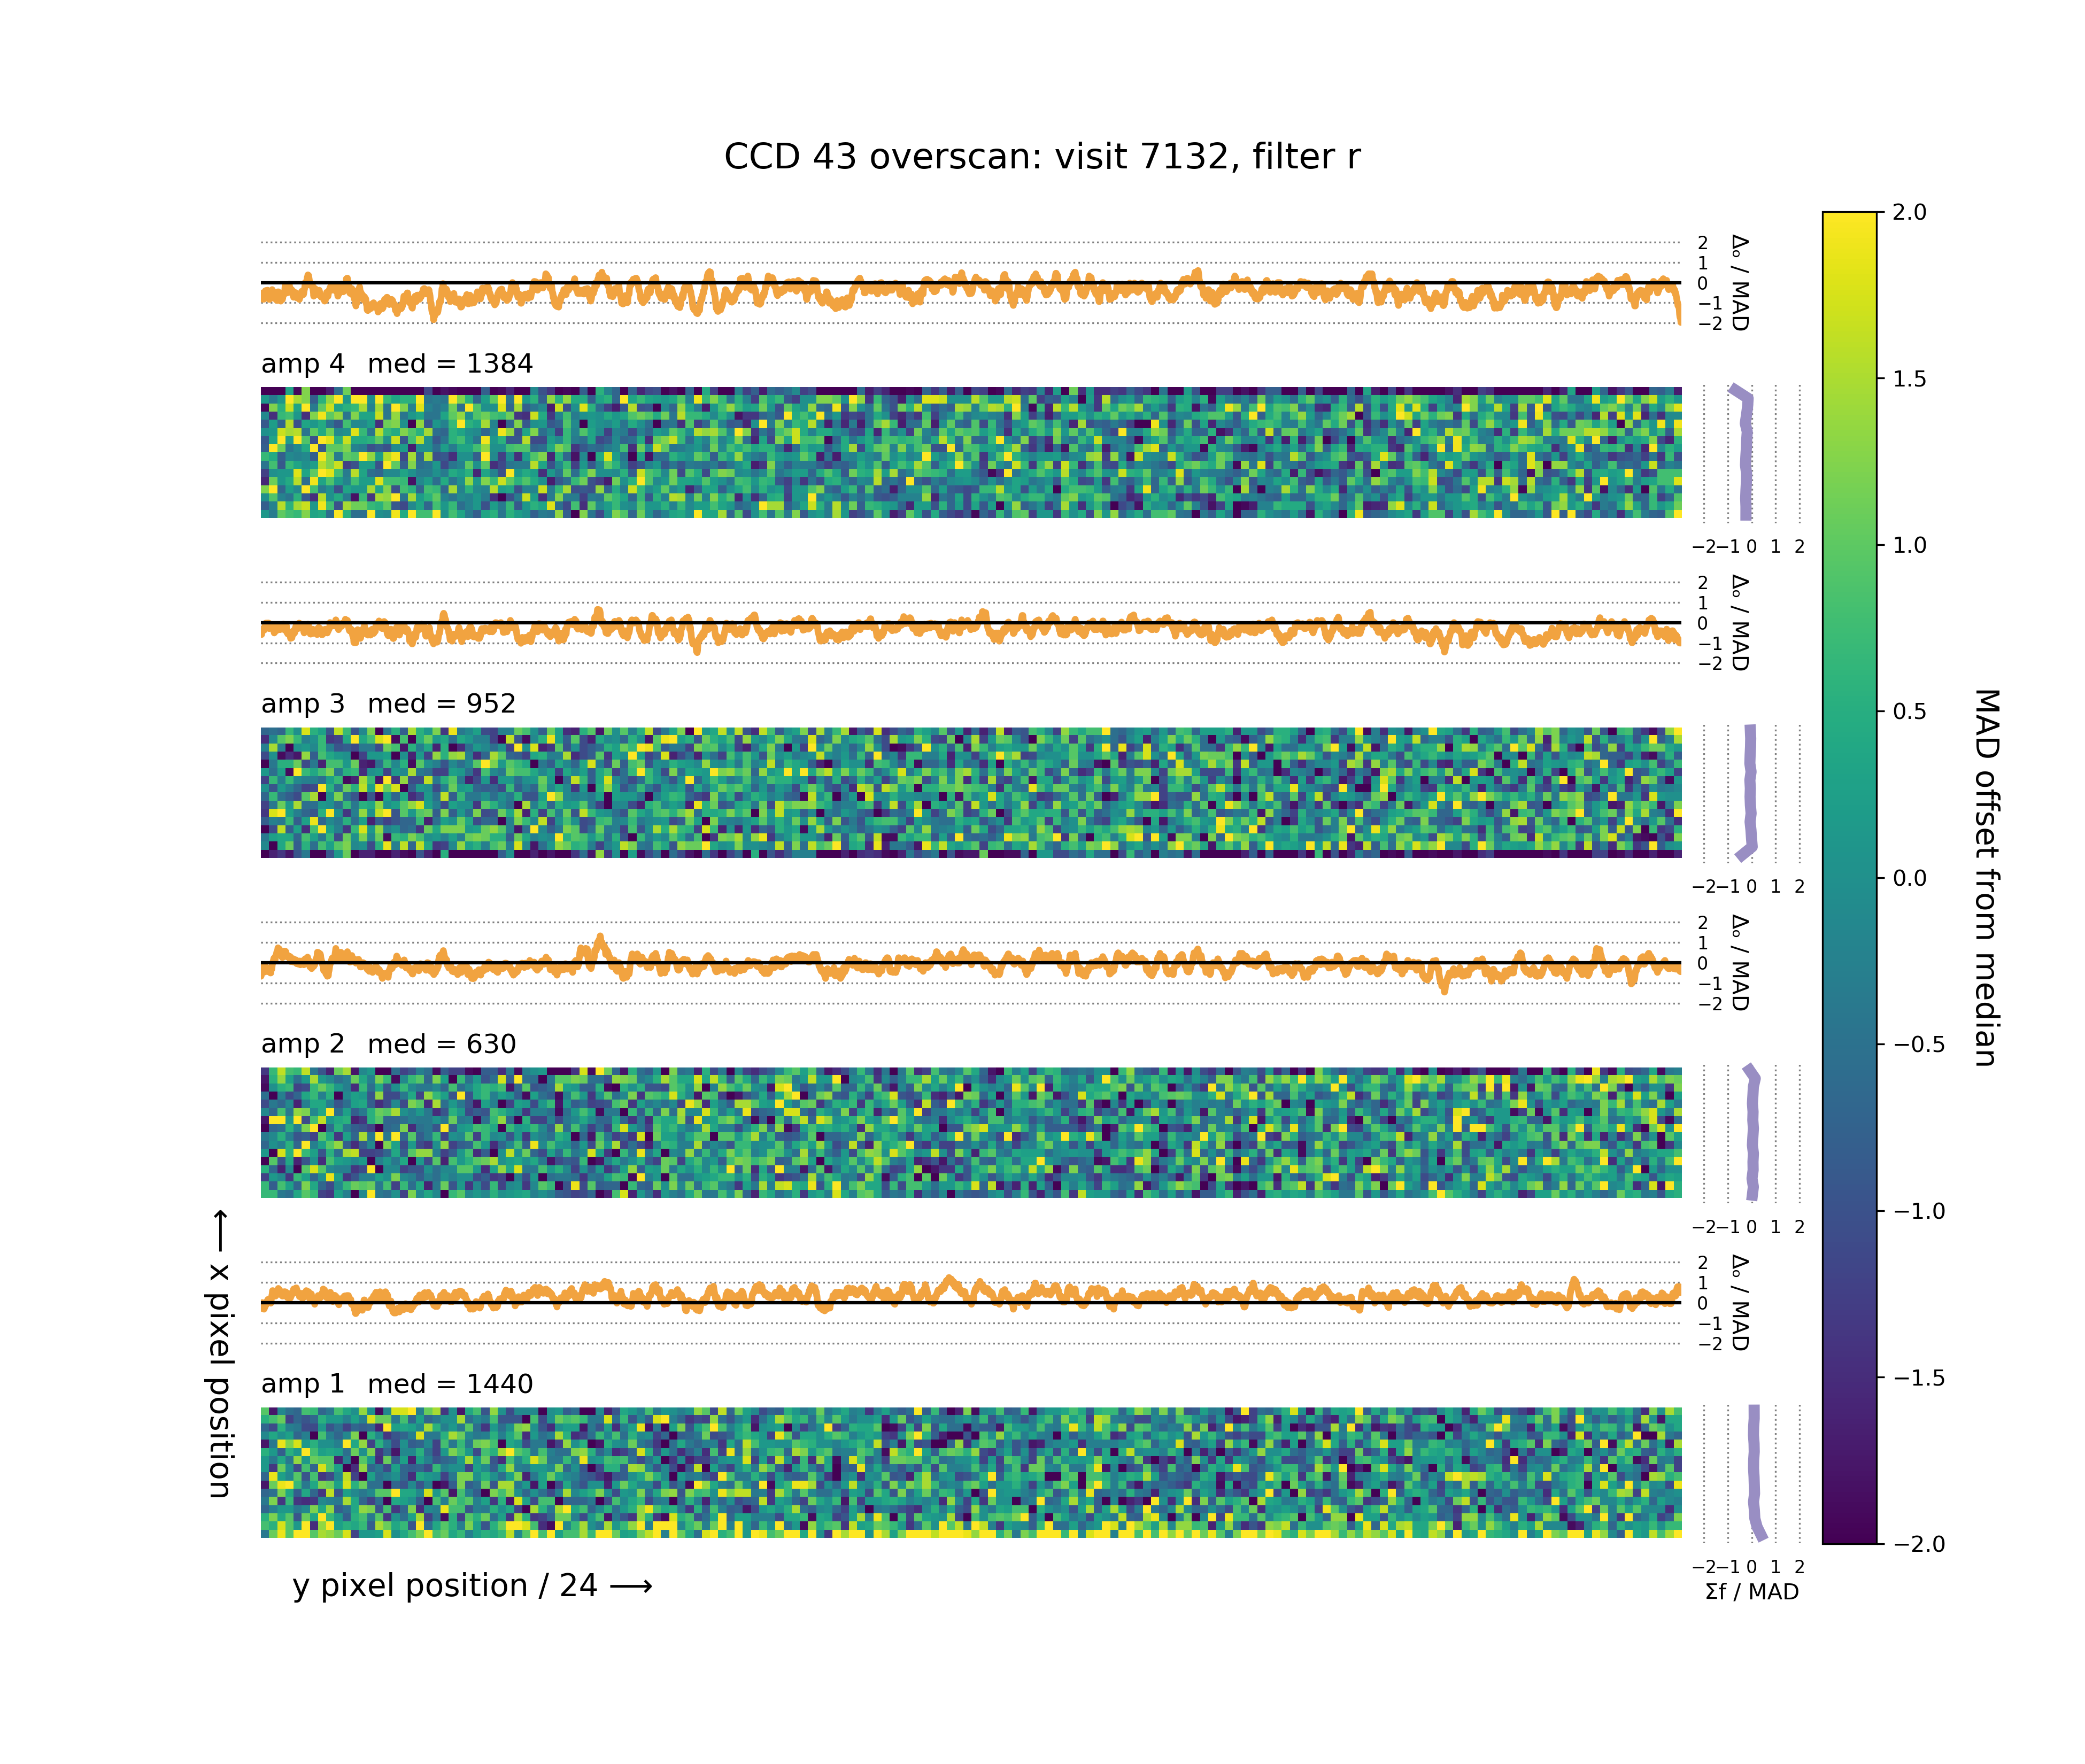 CCD 43 overscan: visit 7132, filter r
2
1
0
−1
−2
Δₒ / MAD
amp 4 med = 1384
−2 −1 0 1 2
2
1
0
−1
−2
Δₒ / MAD
amp 3 med = 952
−2 −1 0 1 2
2
1
0
−1
−2
Δₒ / MAD
amp 2 med = 630
−2 −1 0 1 2
2
1
0
−1
−2
Δₒ / MAD
amp 1 med = 1440
−2 −1 0 1 2
Σf / MAD
⟵ x pixel position
y pixel position / 24 ⟶
2.0
1.5
1.0
0.5
0.0
−0.5
−1.0
−1.5
−2.0
MAD offset from median